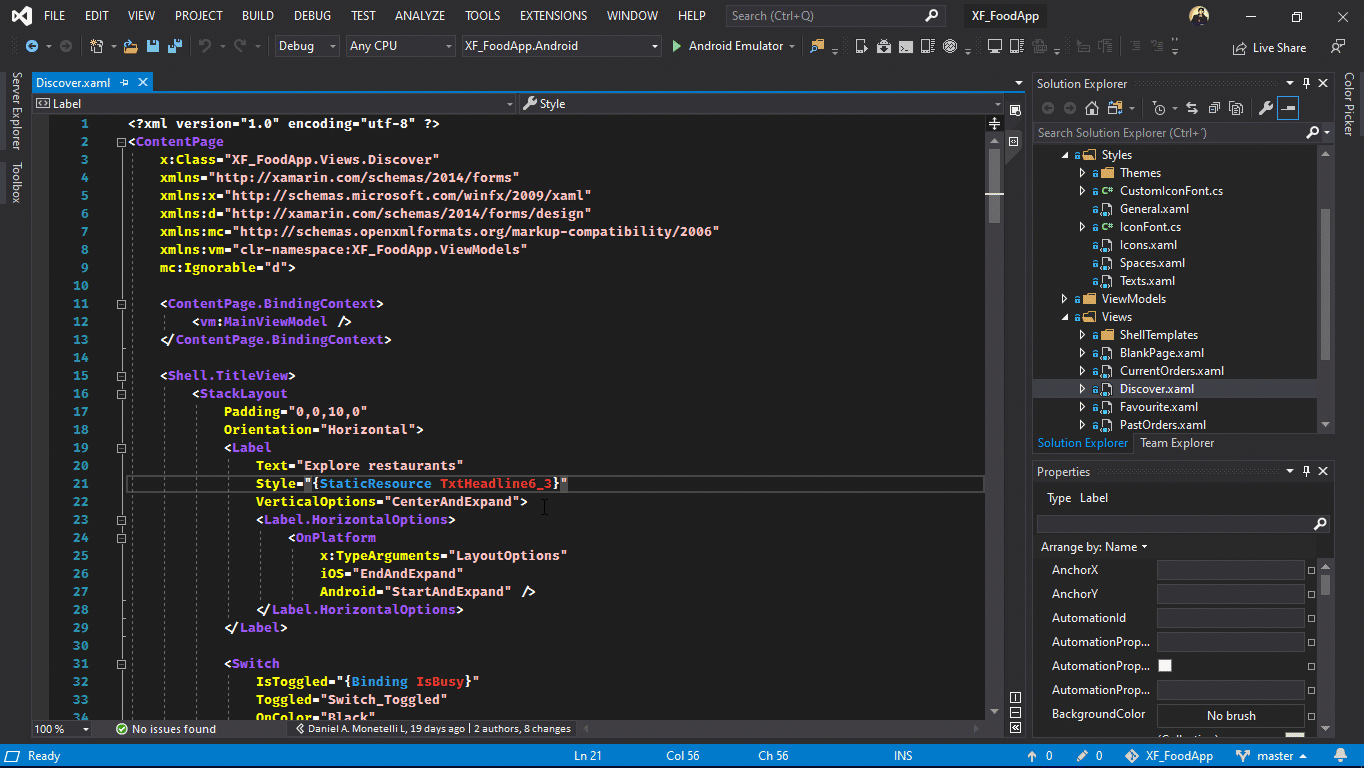 FILE EDIT VIEW PROJECT BUILD DEBUG TEST ANALYZE TOOLS EXTENSIONS WINDOW HELP Search (Ctrl+Q) XF_FoodApp
Debug Any CPU XF_FoodApp.Android Android Emulator Live Share
Server Explorer
Toolbox
Discover.xaml
Label Style
1 <?xml version="1.0" encoding="utf-8" ?>
2 <ContentPage
3 x:Class="XF_FoodApp.Views.Discover"
4 xmlns="http://xamarin.com/schemas/2014/forms"
5 xmlns:x="http://schemas.microsoft.com/winfx/2009/xaml"
6 xmlns:d="http://xamarin.com/schemas/2014/forms/design"
7 xmlns:mc="http://schemas.openxmlformats.org/markup-compatibility/2006"
8 xmlns:vm="clr-namespace:XF_FoodApp.ViewModels"
9 mc:Ignorable="d">
10
11 <ContentPage.BindingContext>
12 <vm:MainViewModel />
13 </ContentPage.BindingContext>
14
15 <Shell.TitleView>
16 <StackLayout
17 Padding="0,0,10,0"
18 Orientation="Horizontal">
19 <Label
20 Text="Explore restaurants"
21 Style="{StaticResource TxtHeadline6_3}"
22 VerticalOptions="CenterAndExpand">
23 <Label.HorizontalOptions>
24 <OnPlatform
25 x:TypeArguments="LayoutOptions"
26 iOS="EndAndExpand"
27 Android="StartAndExpand" />
28 </Label.HorizontalOptions>
29 </Label>
30
31 <Switch
32 IsToggled="{Binding IsBusy}"
33 Toggled="Switch_Toggled"
34 OnColor="Black"
100 % No issues found Daniel A. Monetelli L, 19 days ago | 2 authors, 8 changes
Solution Explorer
Search Solution Explorer (Ctrl+´)
Styles
Themes
C# CustomIconFont.cs
General.xaml
C# IconFont.cs
Icons.xaml
Spaces.xaml
Texts.xaml
ViewModels
Views
ShellTemplates
BlankPage.xaml
CurrentOrders.xaml
Discover.xaml
Favourite.xaml
PastOrders.xaml
Solution Explorer Team Explorer
Properties
Type Label
Arrange by: Name
AnchorX
AnchorY
AutomationId
AutomationProp...
AutomationProp...
AutomationProp...
BackgroundColor No brush
Color Picker
Ready Ln 21 Col 56 Ch 56 INS 0 0 XF_FoodApp master